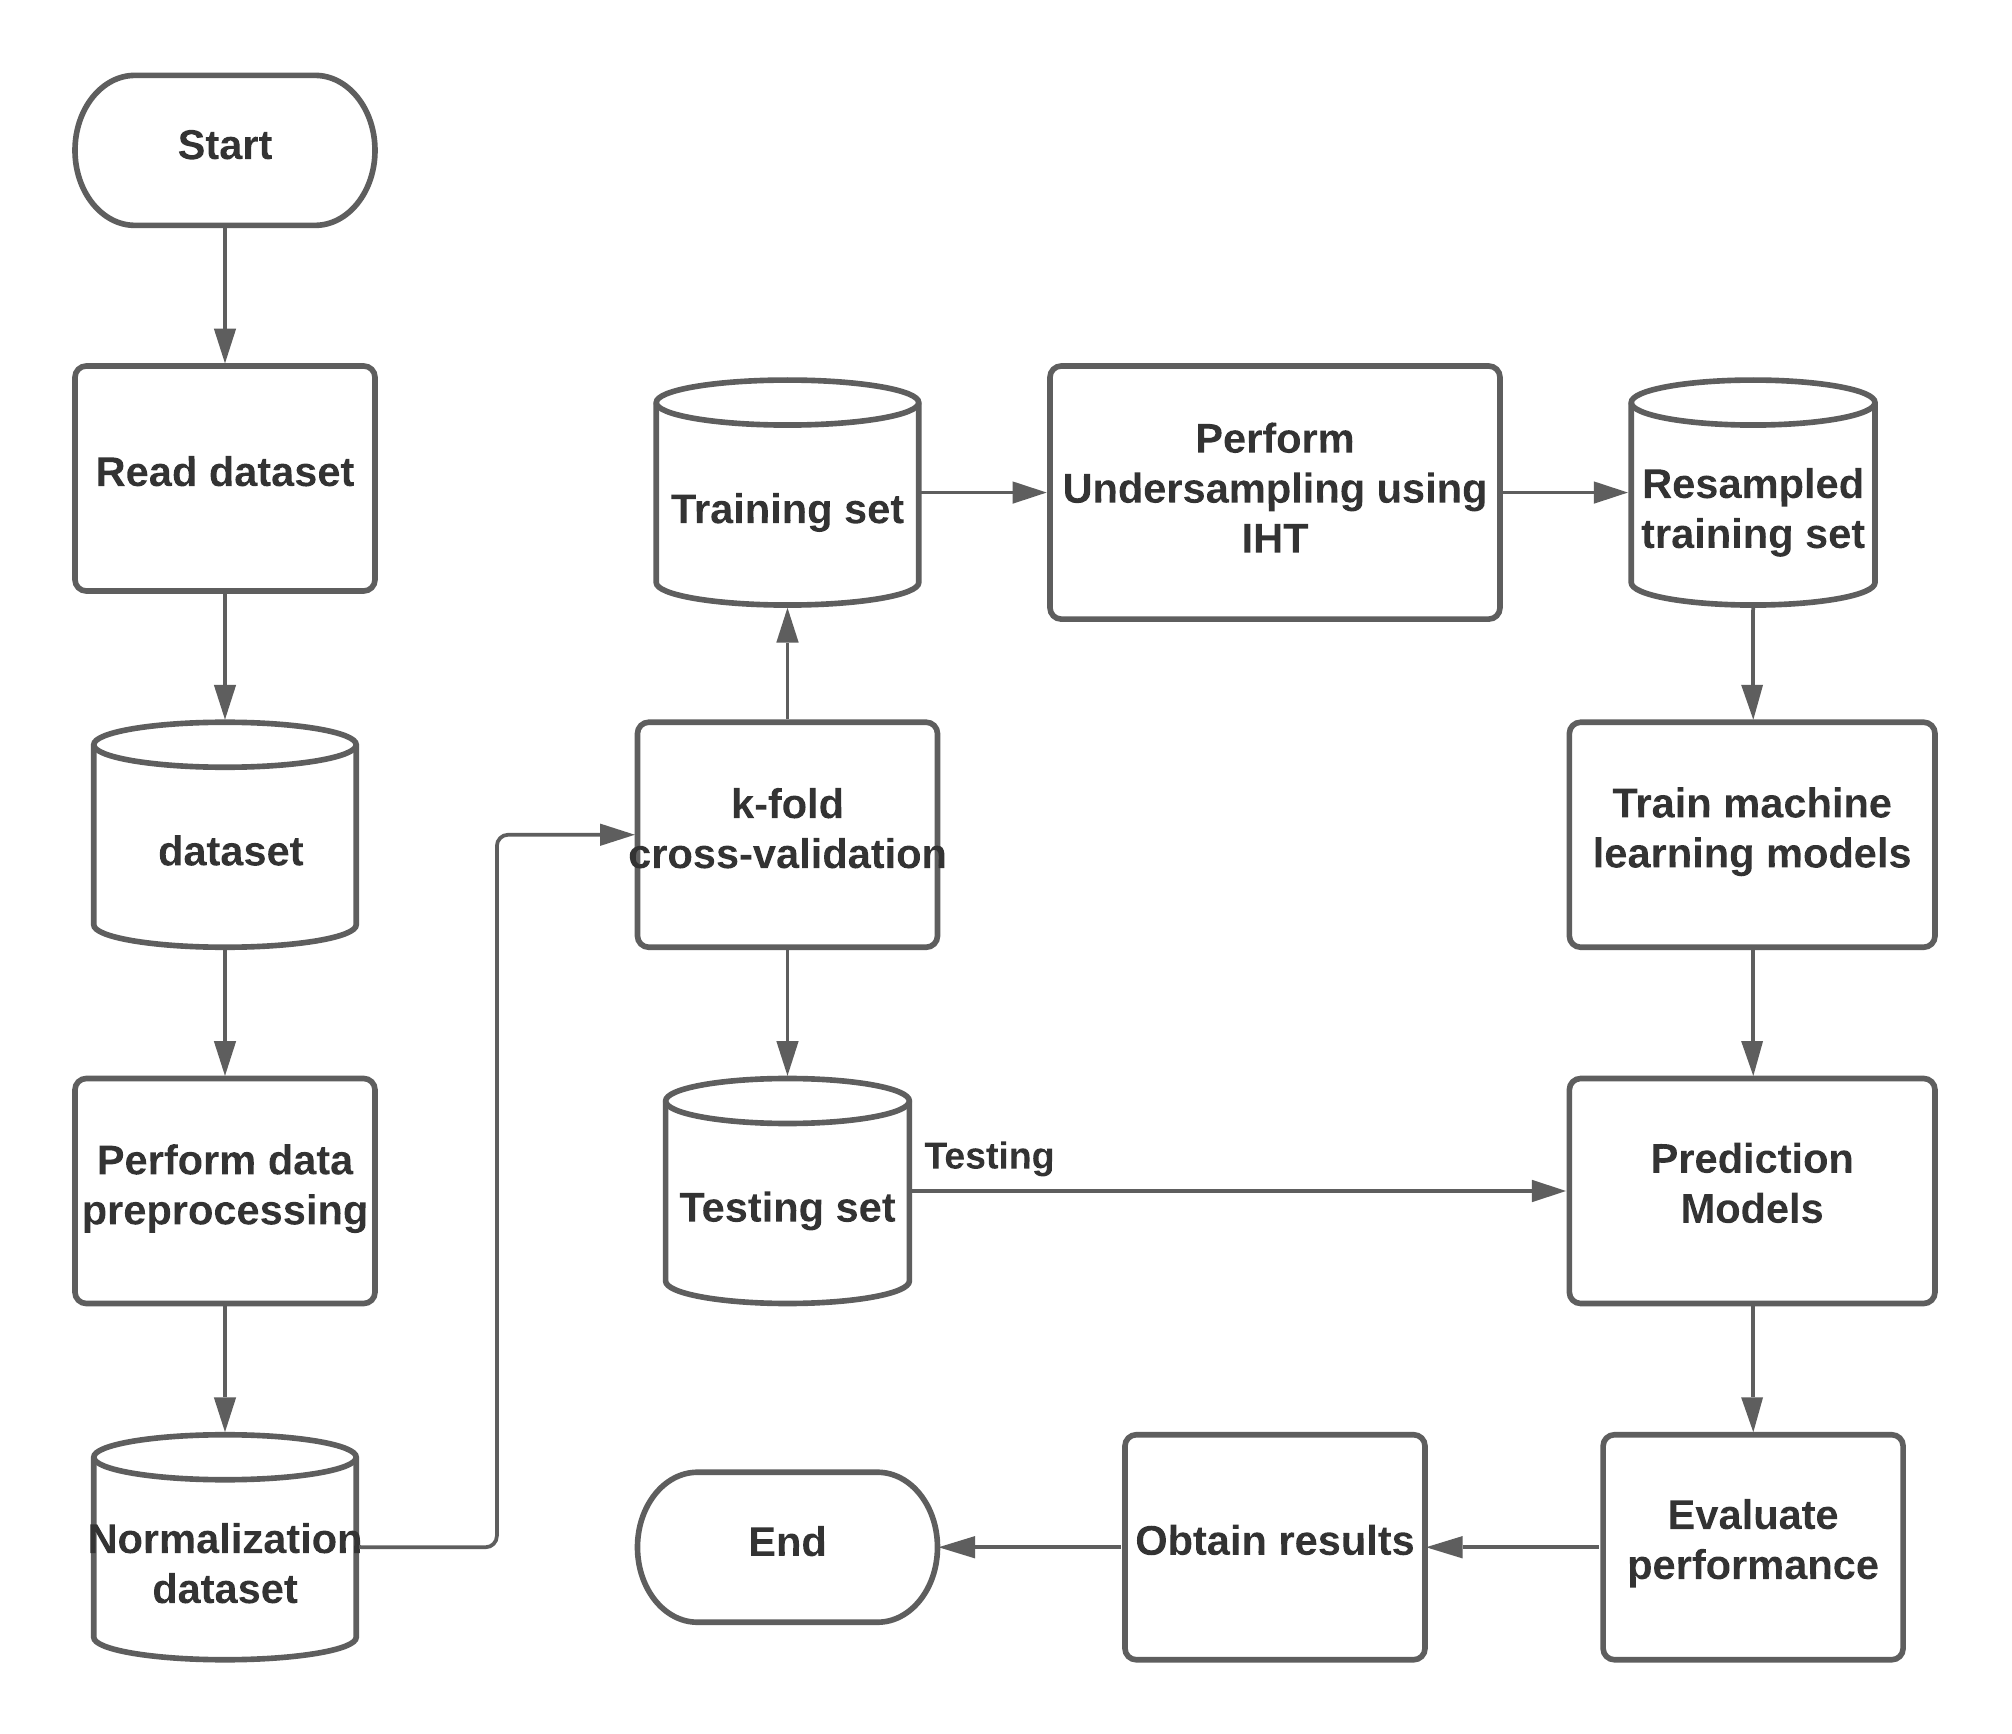 Start
Read dataset
dataset
Perform data
preprocessing
Normalization
dataset
k-fold
cross-validation
Training set
Perform
Undersampling using
IHT
Resampled
training set
Train machine
learning models
Testing set
Testing
Prediction
Models
Evaluate
performance
Obtain results
End